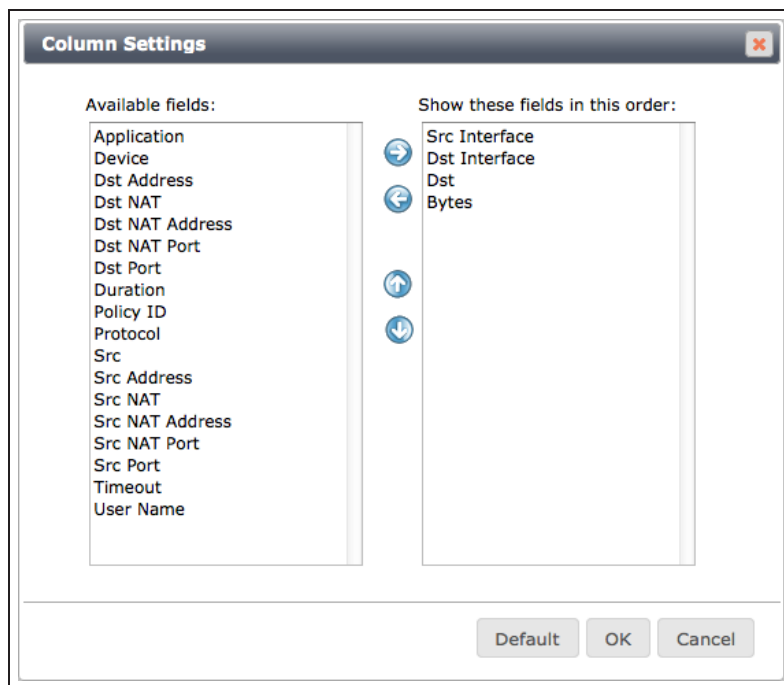 Column Settings
Available fields:
Application
Device
Dst Address
Dst NAT
Dst NAT Address
Dst NAT Port
Dst Port
Duration
Policy ID
Protocol
Src
Src Address
Src NAT
Src NAT Address
Src NAT Port
Src Port
Timeout
User Name
Show these fields in this order:
Src Interface
Dst Interface
Dst
Bytes
Default
OK
Cancel